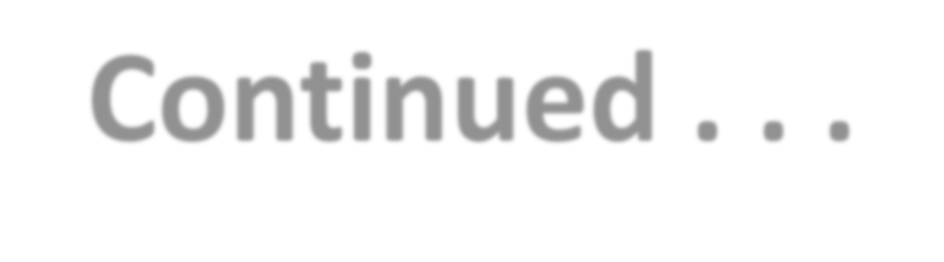 Continued . . .